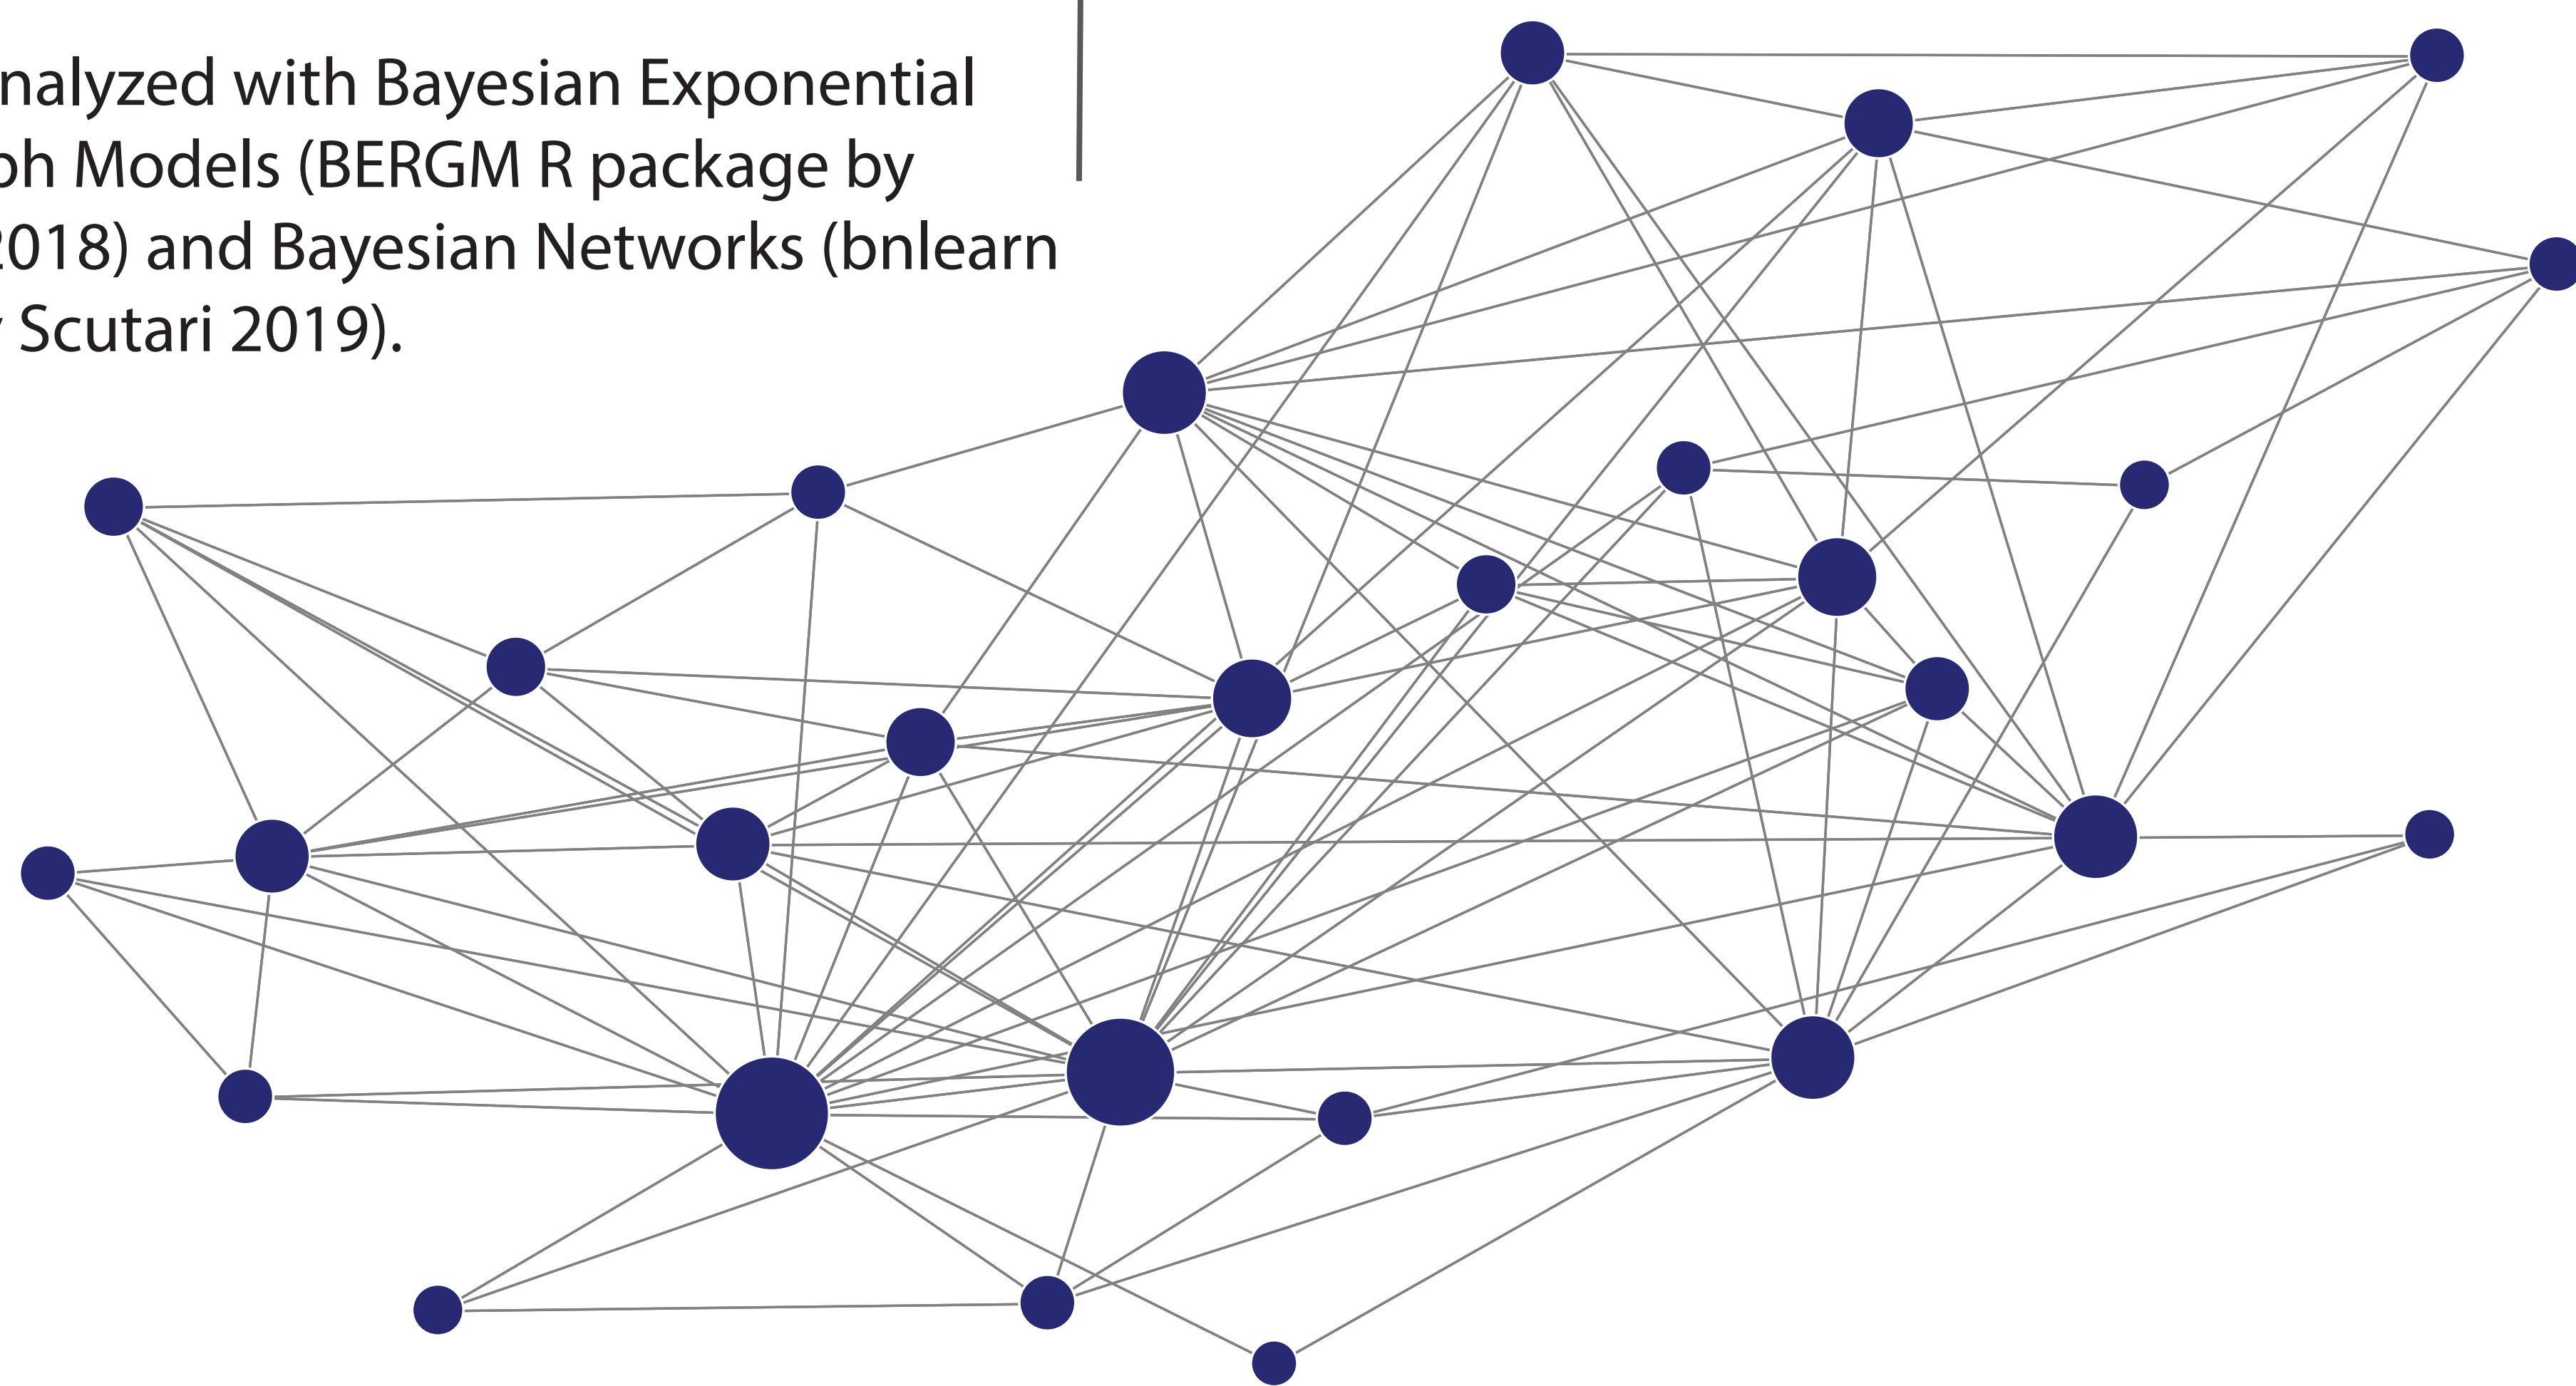 nalyzed with Bayesian Exponential
ph Models (BERGM R package by
2018) and Bayesian Networks (bnlearn
Scutari 2019).